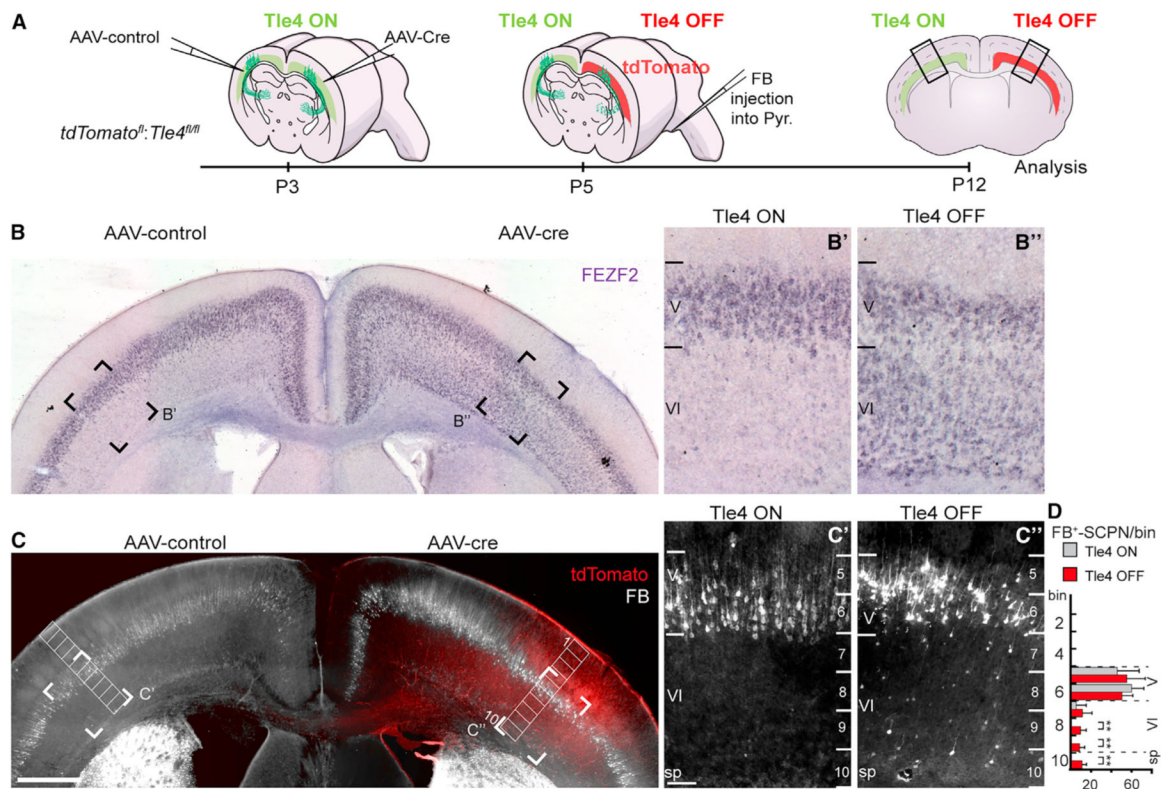 A
Tle4 ON
AAV-control
AAV-Cre
tdTomatofl:Tle4fl/fl
P3
Tle4 ON Tle4 OFF
tdTomato
FB
injection
into Pyr.
P5
Tle4 ON Tle4 OFF
Analysis
P12
B
AAV-control AAV-cre
FEZF2
B'
B''
Tle4 ON
B'
V
VI
Tle4 OFF
B''
V
VI
C
AAV-control AAV-cre
tdTomato
FB
C'
1
10
C''
Tle4 ON
C'
V
VI
sp
5
6
7
8
9
10
Tle4 OFF
C''
V
VI
sp
5
6
7
8
9
10
D
FB+-SCPN/bin
Tle4 ON
Tle4 OFF
bin
2
4
6
8
10
V
VI
sp
**
**
**
20 60